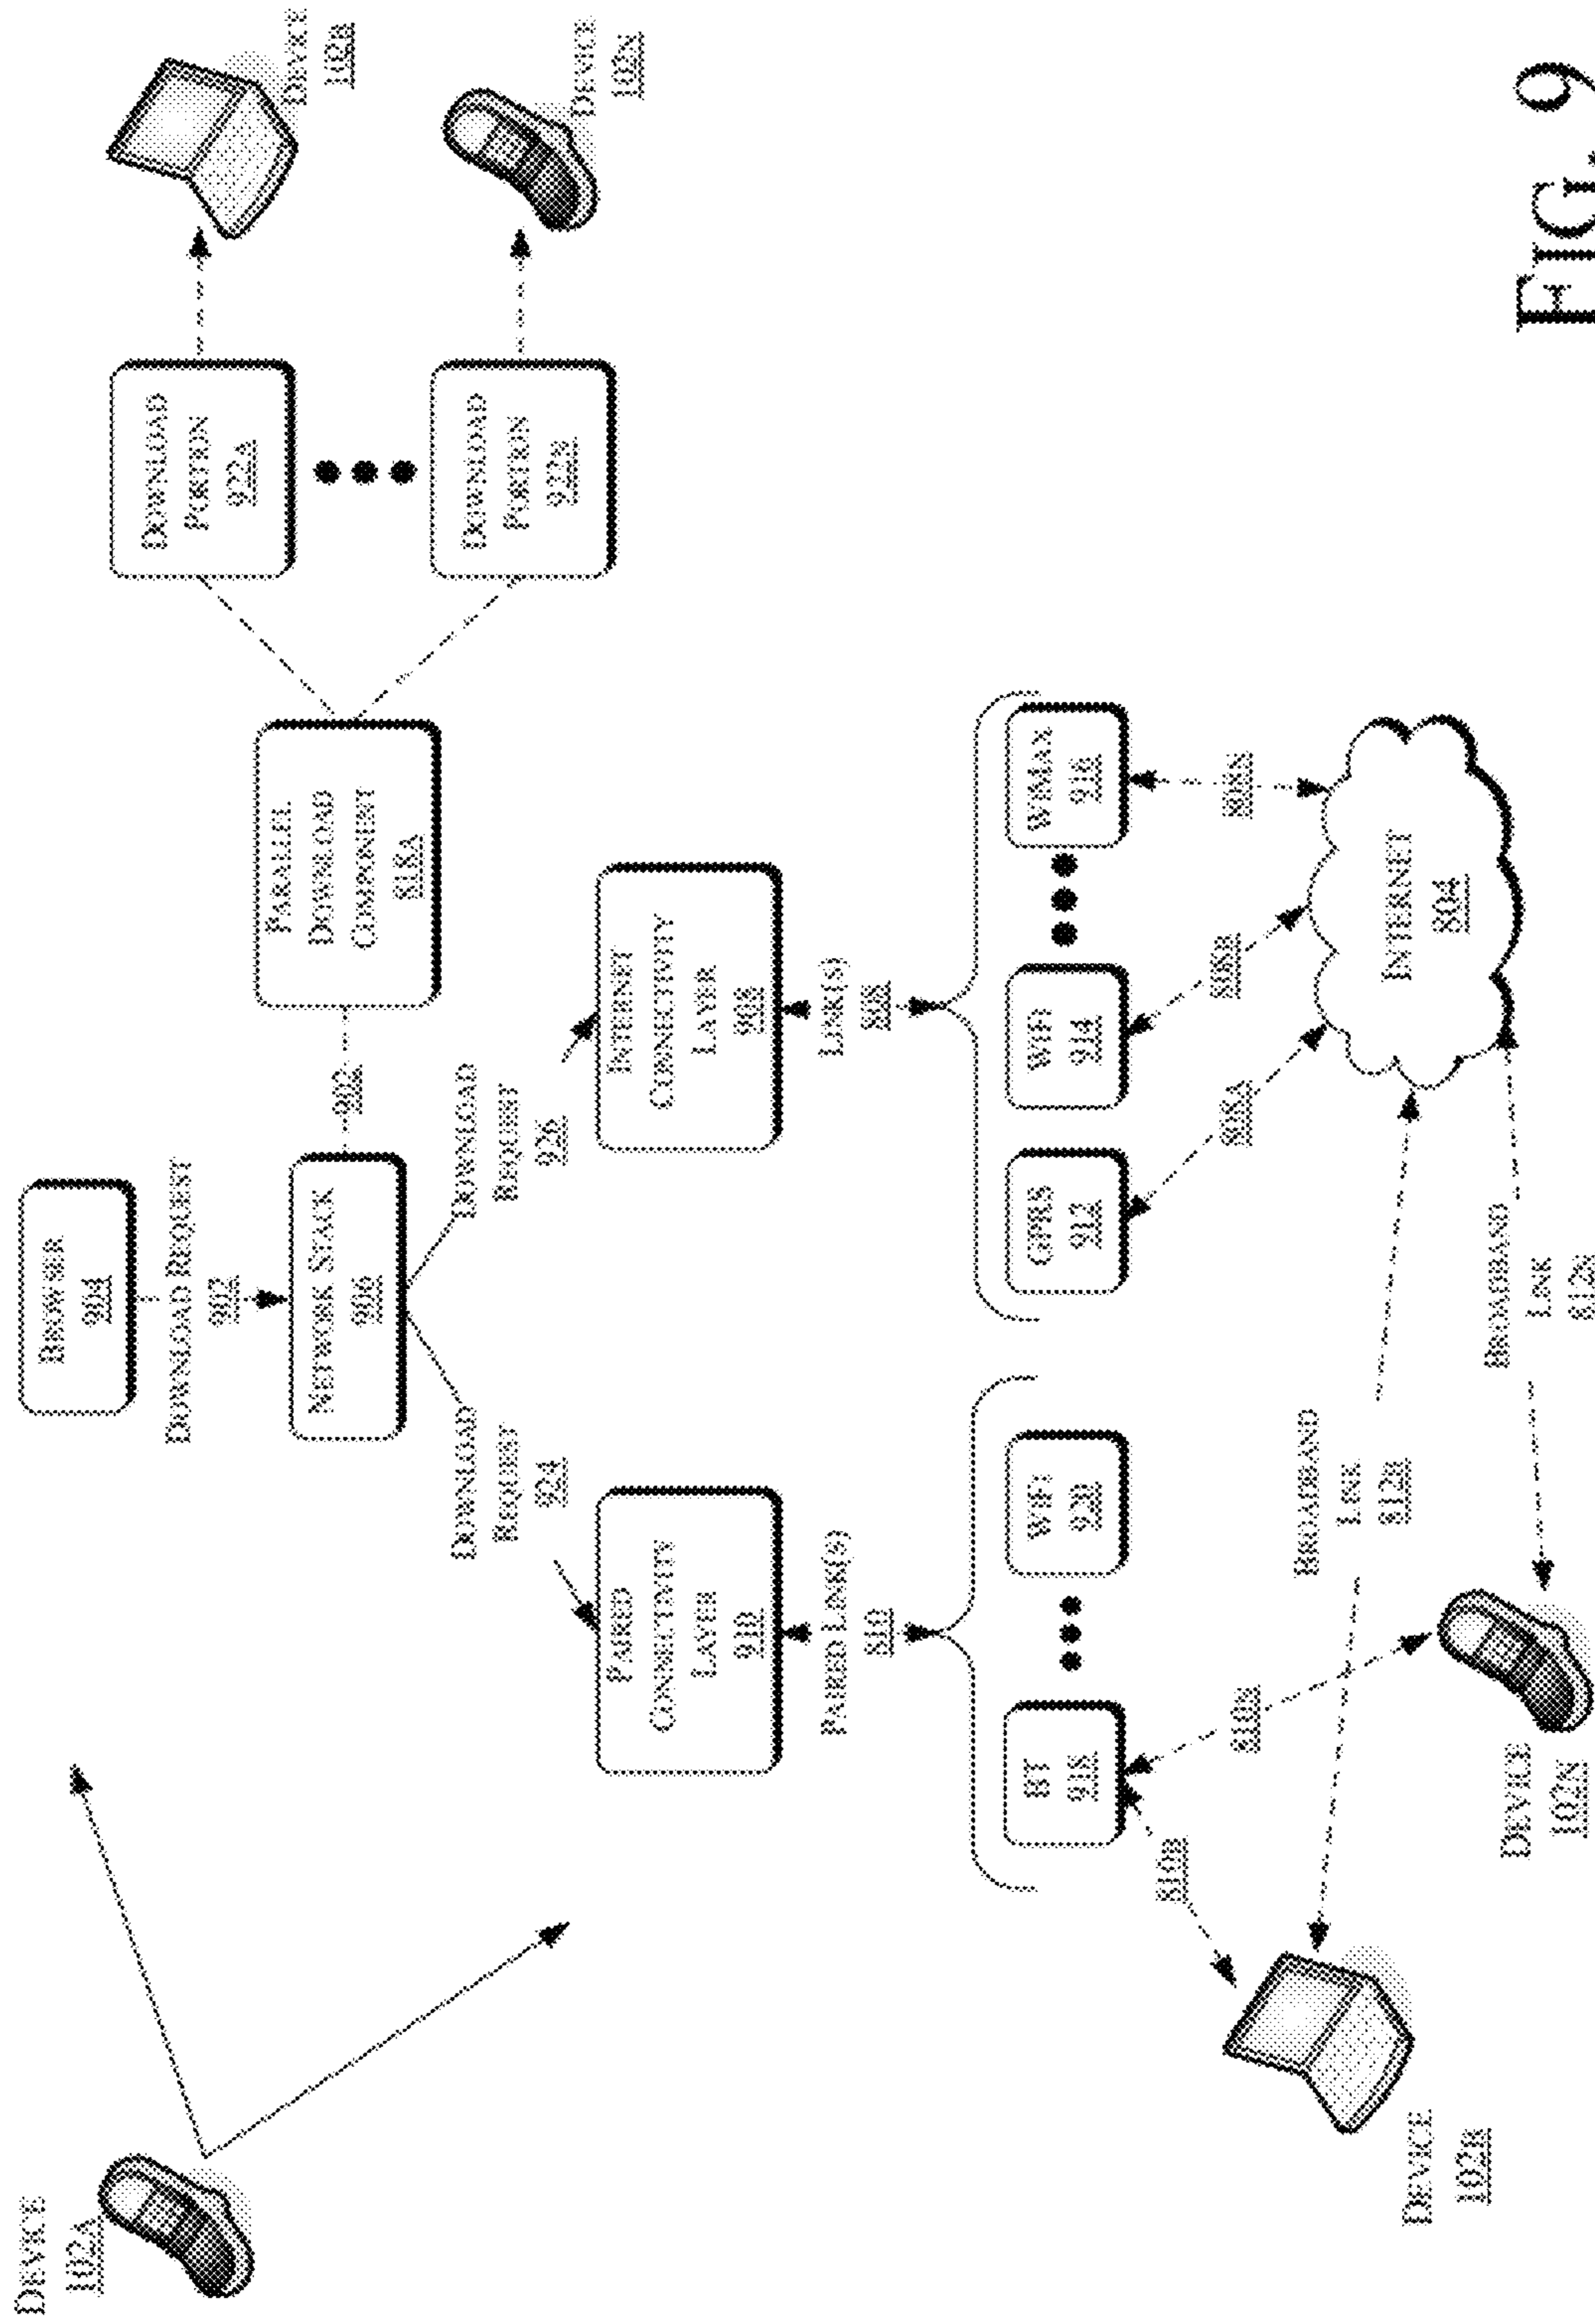 DEVICE
102A
BROWSER
904
DOWNLOAD REQUEST
902
NETWORK STACK
906
902
PARALLEL
DOWNLOAD
COMPONENT
818A
DOWNLOAD
PORTION
922A
DOWNLOAD
PORTION
922B
DEVICE
102B
DEVICE
102N
DOWNLOAD
REQUEST
924
DOWNLOAD
REQUEST
926
PAIRED
CONNECTIVITY
LAYER
910
INTERNET
CONNECTIVITY
LAYER
908
PAIRED LINK(S)
810
LINK(S)
808
BT
918
WIFI
920
GPRS
912
WIFI
914
WIMAX
916
810B
810N
808A
808B
808N
INTERNET
804
BROADBAND
LINK
812B
BROADBAND
LINK
812N
DEVICE
102B
DEVICE
102N
FIG. 9